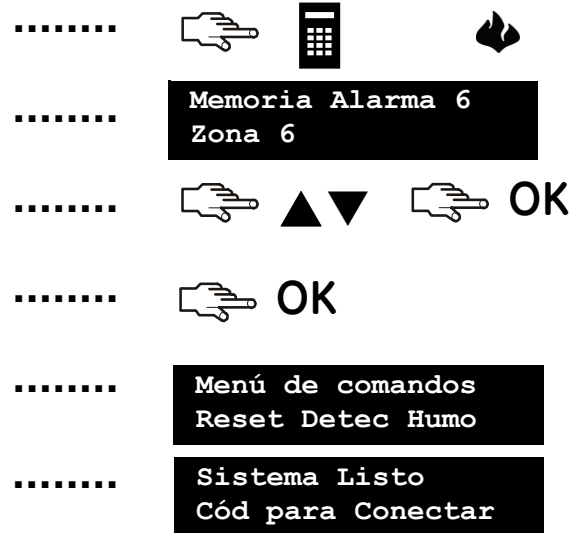 ........
........
Memoria Alarma 6
Zona 6
........
OK
........
OK
........
Menú de comandos
Reset Detec Humo
........
Sistema Listo
Cód para Conectar